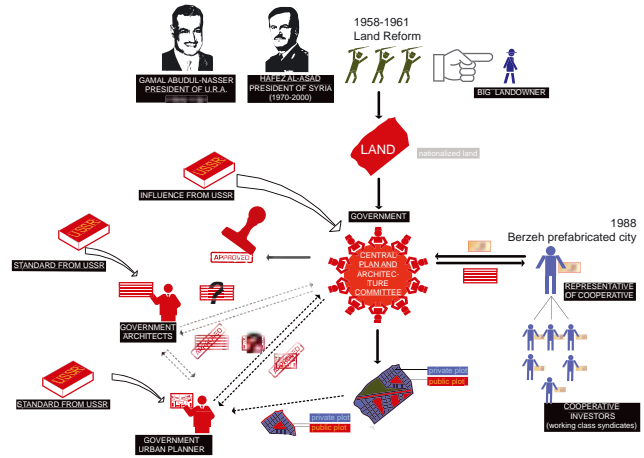 GAMAL ABUDUL-NASSER
PRESIDENT OF U.R.A.
HAFEZ AL-ASAD
PRESIDENT OF SYRIA
(1970-2000)
1958-1961
Land Reform
BIG LANDOWNER
LAND
nationalized land
USSR
INFLUENCE FROM USSR
GOVERNMENT
APPROVED
CENTRAL
PLAN AND
ARCHITEC-
TURE
COMMITTEE
1988
Berzeh prefabricated city
REPRESENTATIVE
OF COOPERATIVE
USSR
STANDARD FROM USSR
?
GOVERNMENT
ARCHITECTS
?
USSR
STANDARD FROM USSR
GOVERNMENT
URBAN PLANNER
private plot
public plot
private plot
public plot
COOPERATIVE
INVESTORS
(working class syndicates)